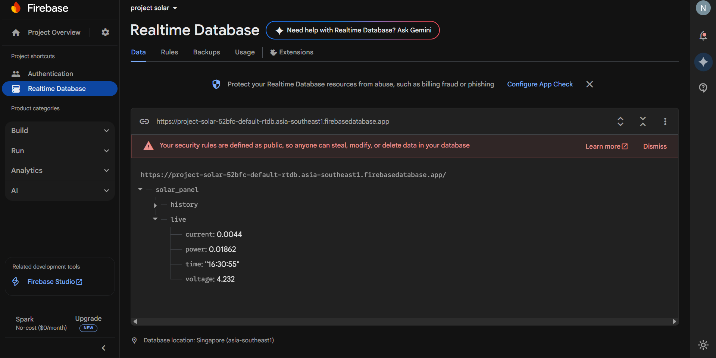 Firebase
project solar
Realtime Database
Need help with Realtime Database? Ask Gemini
N
Project Overview
Data Rules Backups Usage Extensions
Project shortcuts
Authentication
Realtime Database
Product categories
Build
Run
Analytics
AI
Related development tools
Firebase Studio
Spark
No-cost ($0/month)
Upgrade
NEW
Protect your Realtime Database resources from abuse, such as billing fraud or phishing Configure App Check
https://project-solar-52bfc-default-rtdb.asia-southeast1.firebasedatabase.app
Your security rules are defined as public, so anyone can steal, modify, or delete data in your database Learn more Dismiss
https://project-solar-52bfc-default-rtdb.asia-southeast1.firebasedatabase.app/
solar_panel
history
live
current: 0.0044
power: 0.01862
time: "16:30:55"
voltage: 4.232
Database location: Singapore (asia-southeast1)